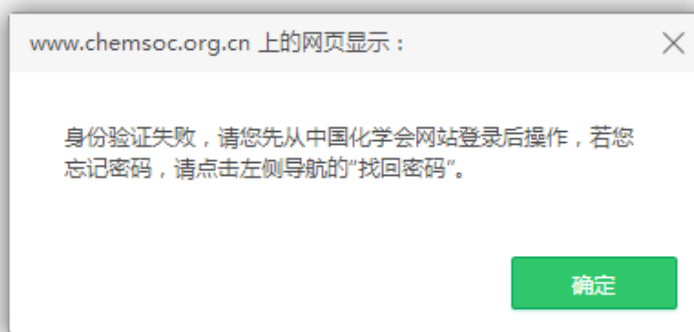 www.chemsoc.org.cn 上的网页显示：
身份验证失败，请您先从中国化学会网站登录后操作，若您
忘记密码，请点击左侧导航的“找回密码”。
确定